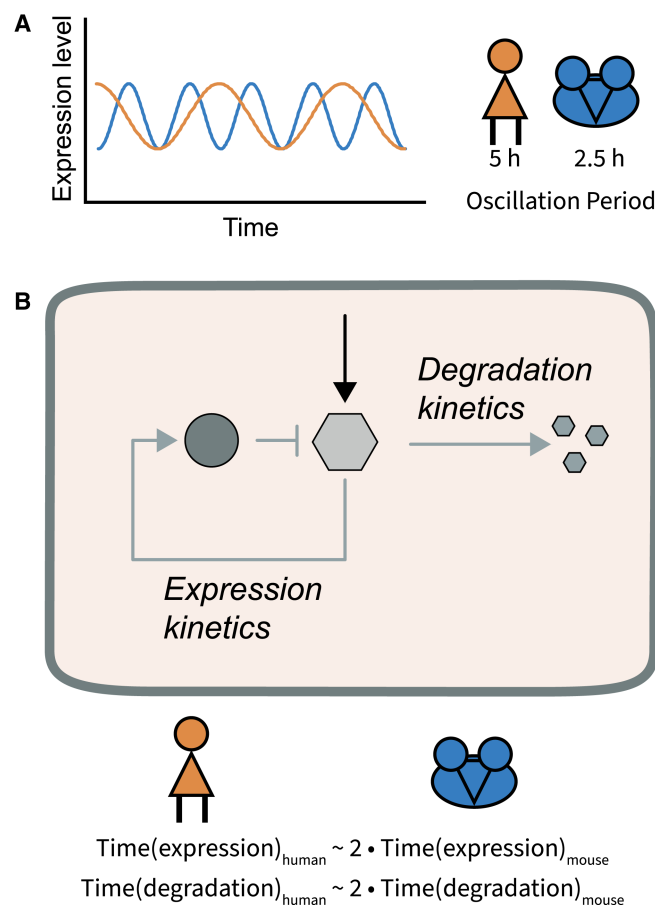 A
Expression level
Time
5 h
2.5 h
Oscillation Period
B
Degradation
kinetics
Expression
kinetics
Time(expression)human ~ 2 • Time(expression)mouse
Time(degradation)human ~ 2 • Time(degradation)mouse